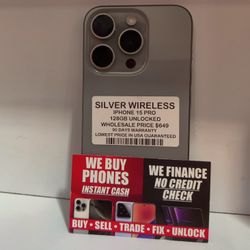 SILVER WIRELESS
IPHONE 15 PRO
128GB UNLOCKED
WHOLESALE PRICE $649
90 DAYS WARRANTY
LOWEST PRICE IN USA GUARANTEED
WE BUY
PHONES
INSTANT CASH
WE FINANCE
NO CREDIT
CHECK
BUY • SELL • TRADE • FIX • UNLOCK